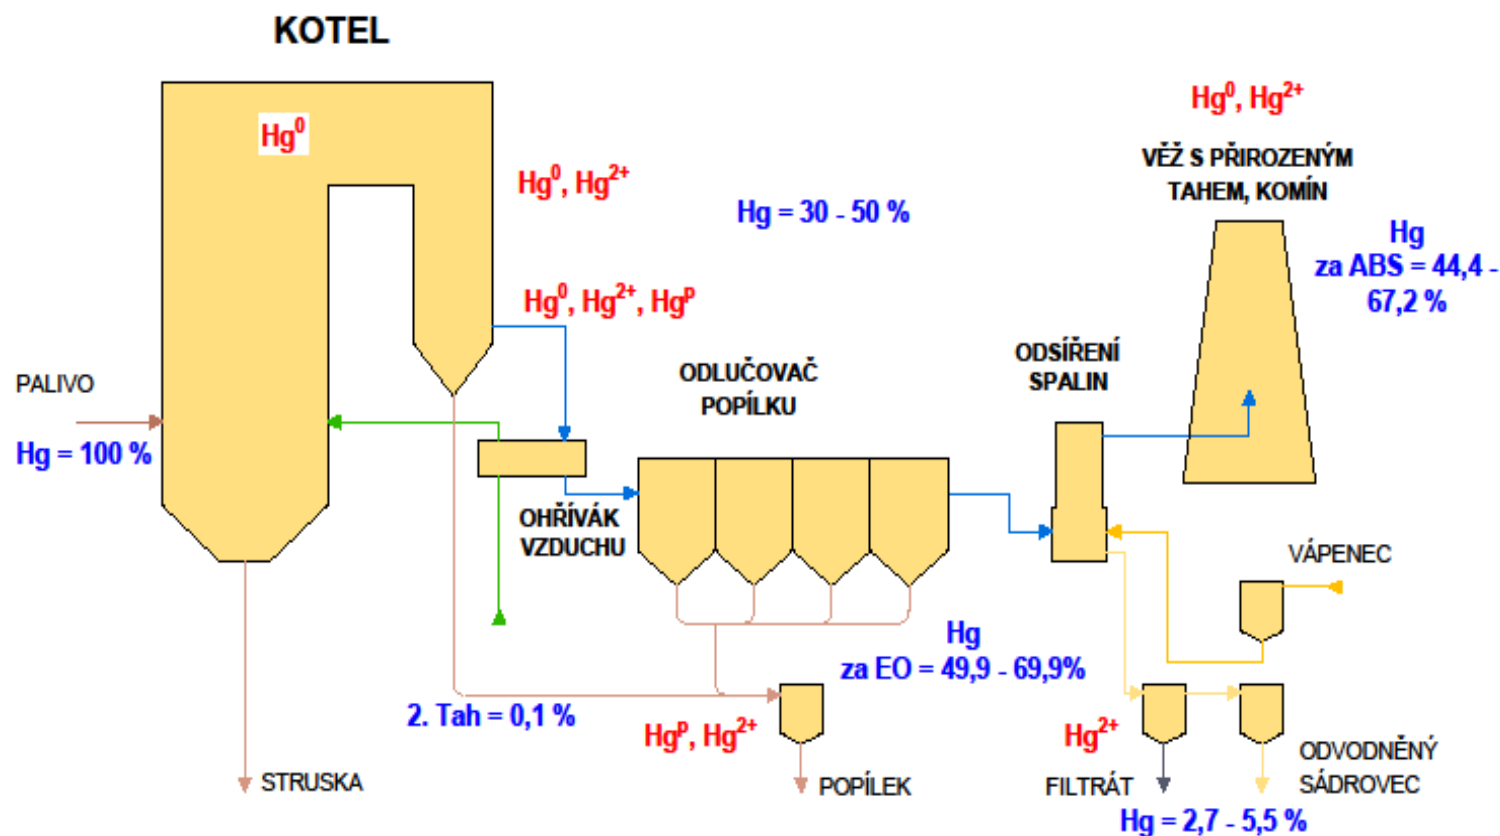 KOTEL
Hg⁰
Hg⁰, Hg²⁺
Hg⁰, Hg²⁺
VĚŽ S PŘIROZENÝM
TAHEM, KOMÍN
Hg = 30 - 50 %
Hg
za ABS = 44,4 -
67,2 %
Hg⁰, Hg²⁺, Hgᵖ
PALIVO
Hg = 100 %
ODLUČOVAČ
POPÍLKU
ODSÍŘENÍ
SPALIN
OHŘÍVÁK
VZDUCHU
VÁPENEC
Hg
za EO = 49,9 - 69,9%
2. Tah = 0,1 %
Hgᵖ, Hg²⁺
Hg²⁺
STRUSKA
POPÍLEK
FILTRÁT
ODVODNĚNÝ
SÁDROVEC
Hg = 2,7 - 5,5 %